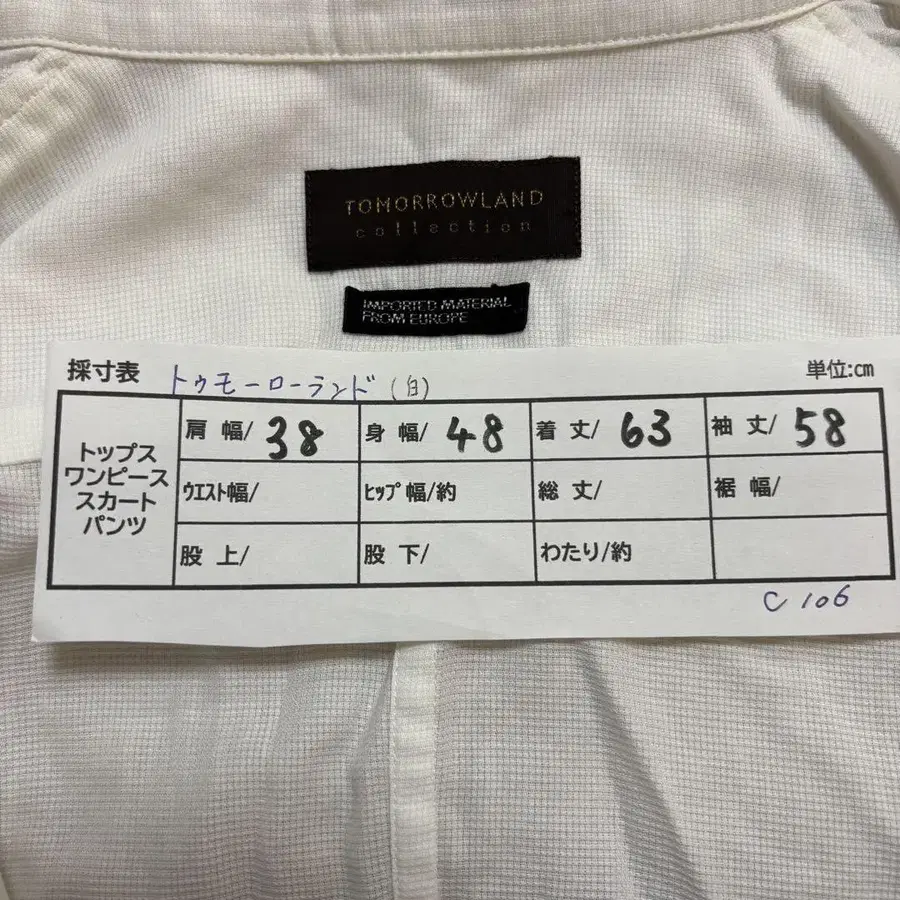 TOMORROWLAND
collection
IMPORTED MATERIAL
FROM EUROPE
採寸表 トゥモーローランド(白) 単位:cm
トップス
ワンピース
スカート
パンツ
肩 幅/ 38 身 幅/ 48 着 丈/ 63 袖 丈/ 58
ウエスト幅/ ヒップ幅/約 総 丈/ 裾 幅/
股 上/ 股 下/ わたり/約
C106